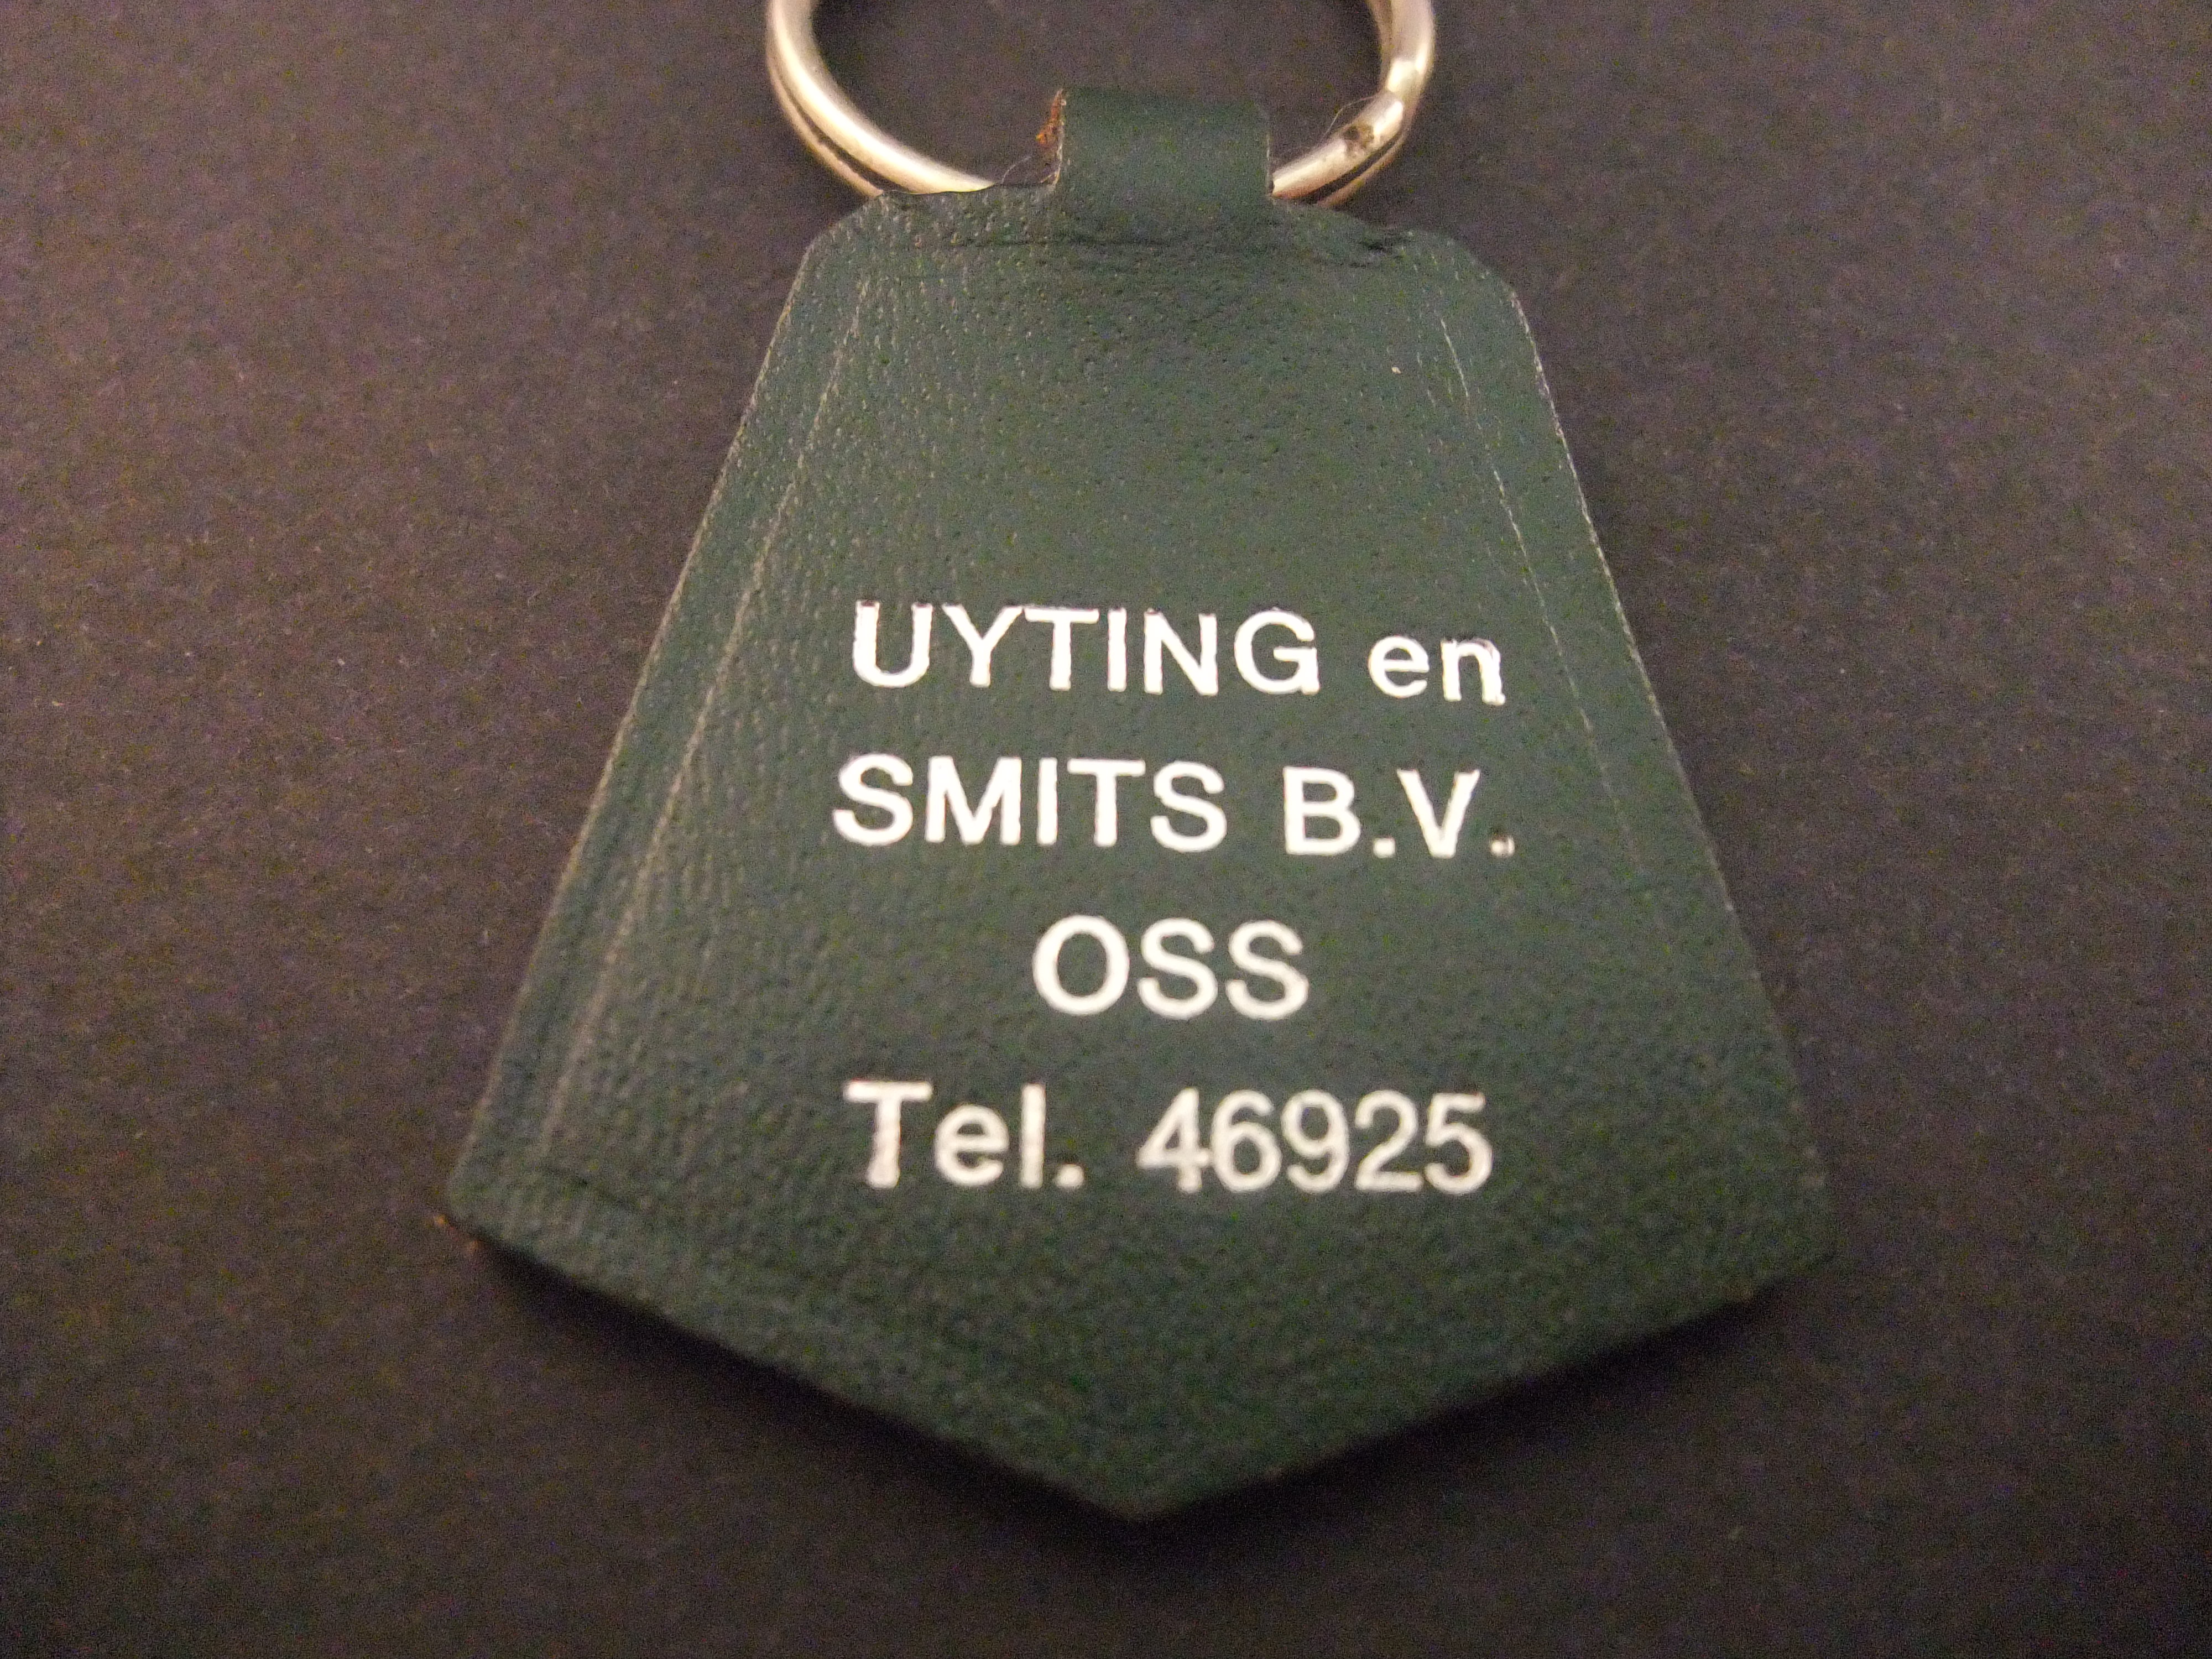 UYTING en
SMITS B.V.
OSS
Tel. 46925